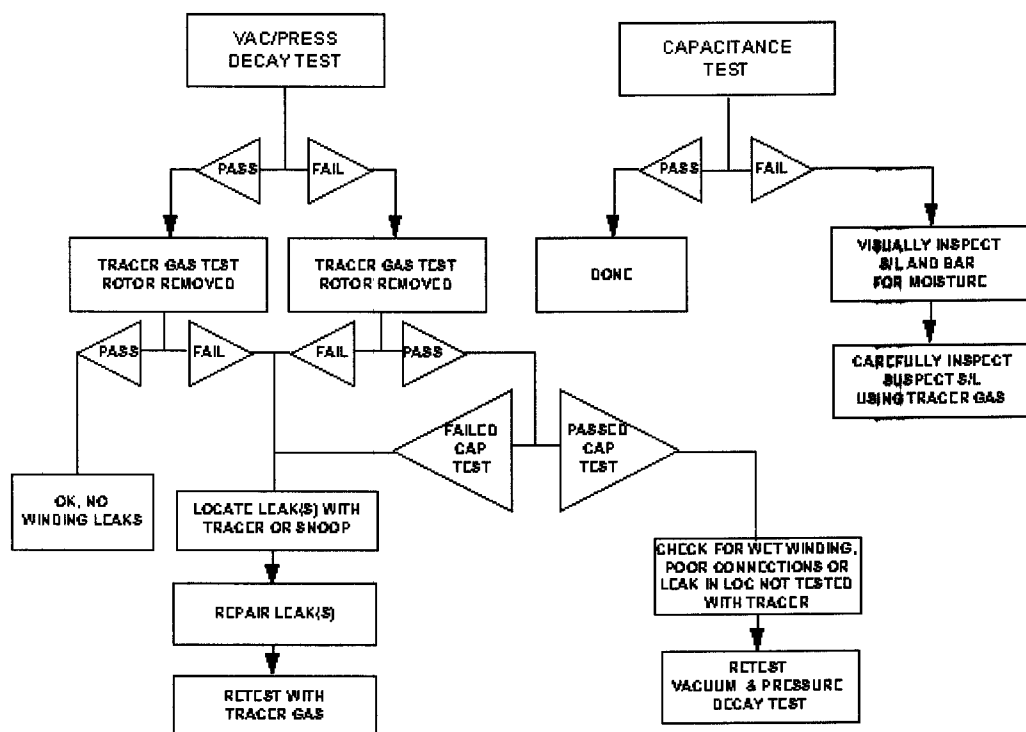 VAC/PRESS
DECAY TEST
CAPACITANCE
TEST
PASS
FAIL
PASS
FAIL
TRACER GAS TEST
ROTOR REMOVED
TRACER GAS TEST
ROTOR REMOVED
DONE
VISUALLY INSPECT
S/L AND BAR
FOR MOISTURE
PASS
FAIL
FAIL
PASS
CAREFULLY INSPECT
SUSPECT S/L
USING TRACER GAS
FAILED
CAP
TEST
PASSED
CAP
TEST
OK, NO
WINDING LEAKS
LOCATE LEAK(S) WITH
TRACER OR SNOOP
CHECK FOR WET WINDING,
POOR CONNECTIONS OR
LEAK IN LOC NOT TESTED
WITH TRACER
REPAIR LEAK(S)
RETEST WITH
TRACER GAS
RETEST
VACUUM & PRESSURE
DECAY TEST